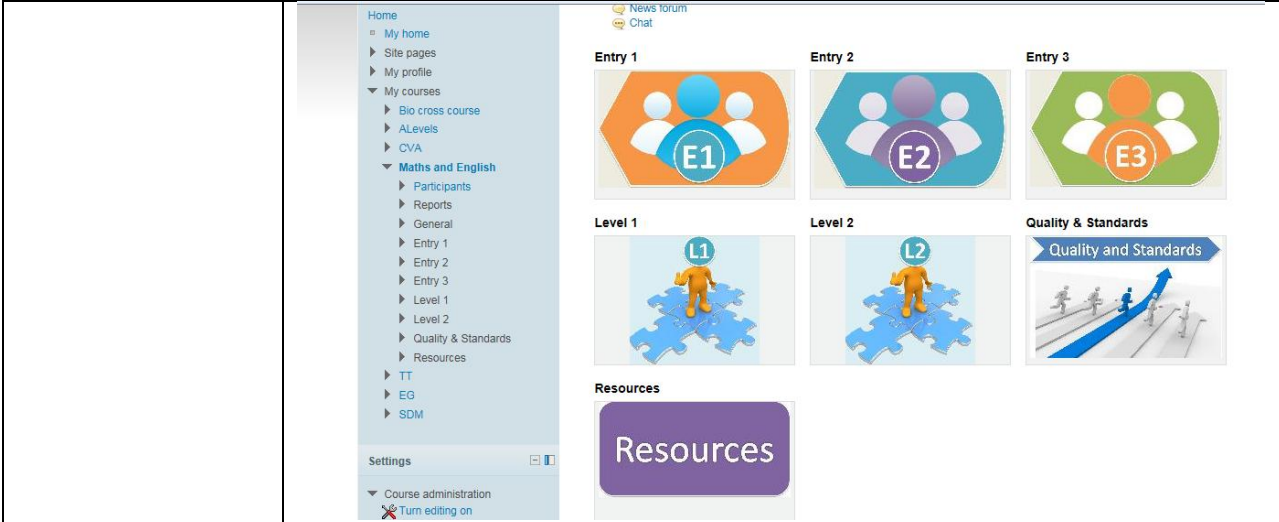 Home
My home
Site pages
My profile
My courses
Bio cross course
ALevels
CVA
Maths and English
Participants
Reports
General
Entry 1
Entry 2
Entry 3
Level 1
Level 2
Quality & Standards
Resources
TT
EG
SDM
Settings
Course administration
Turn editing on
News forum
Chat
Entry 1
Entry 2
Entry 3
E1
E2
E3
Level 1
Level 2
Quality & Standards
L1
L2
Quality and Standards
Resources
Resources